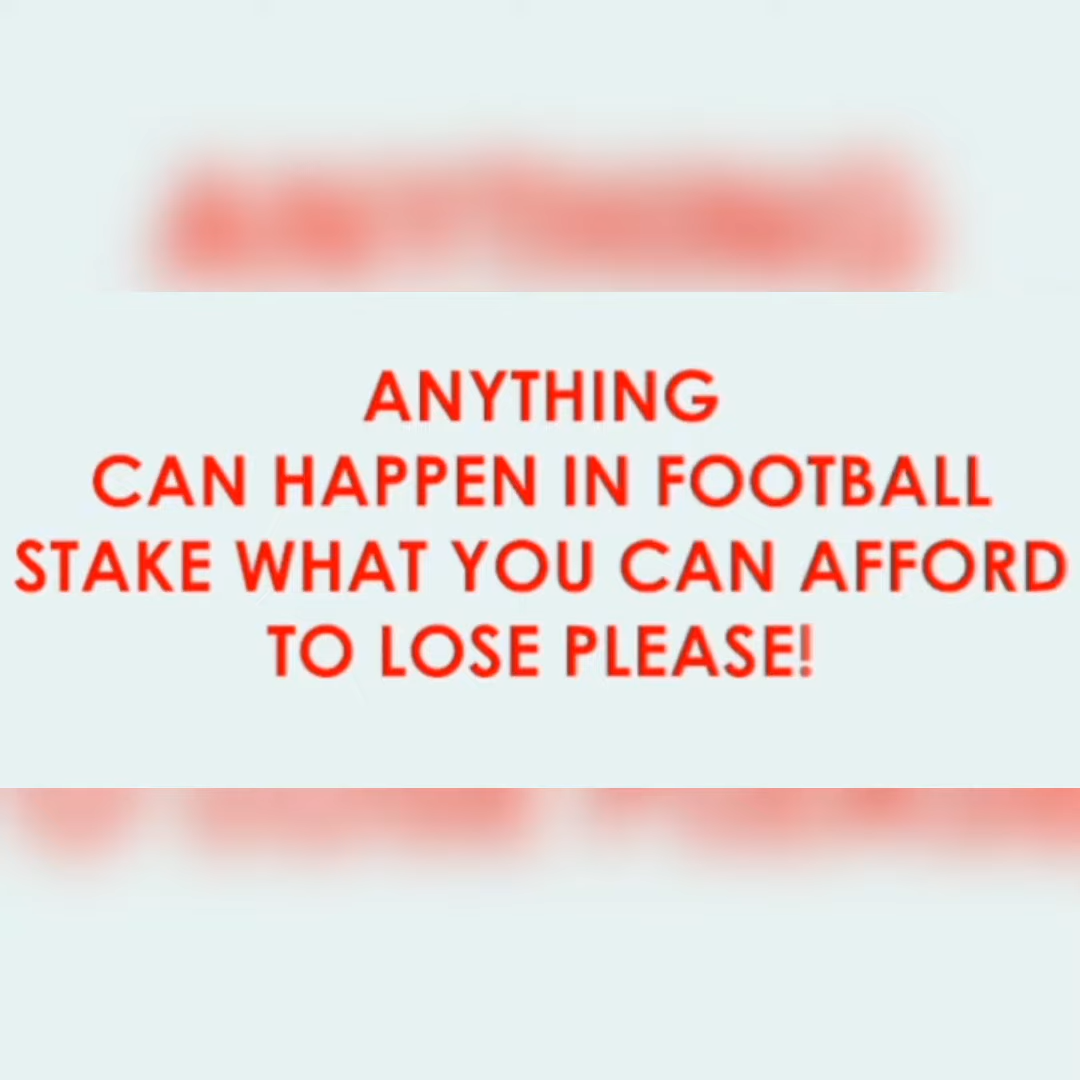 ANYTHING
CAN HAPPEN IN FOOTBALL
STAKE WHAT YOU CAN AFFORD
TO LOSE PLEASE!